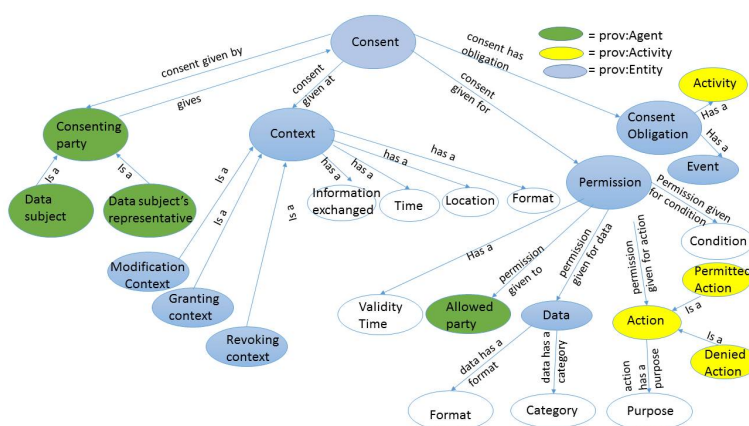 Consent
= prov:Agent
= prov:Activity
= prov:Entity
consent given by
gives
consent
given at
consent
given for
consent has
obligation
Activity
Has a
Consent
Obligation
Has a
Event
Consenting
party
Context
Is a
Is a
Data
subject
Data subject's
representative
Is a
Is a
Is a
has a
has a
has a
has a
Information
exchanged
Time
Location
Format
Permission
Permission given
for condition
Condition
Modification
Context
Granting
context
Revoking
context
Has a
permission
given to
permission
given for data
permission
given for action
Validity
Time
Allowed
party
Data
Action
Permitted
Action
Is a
Is a
Denied
Action
data has a
format
data has a
category
action
has a
purpose
Format
Category
Purpose